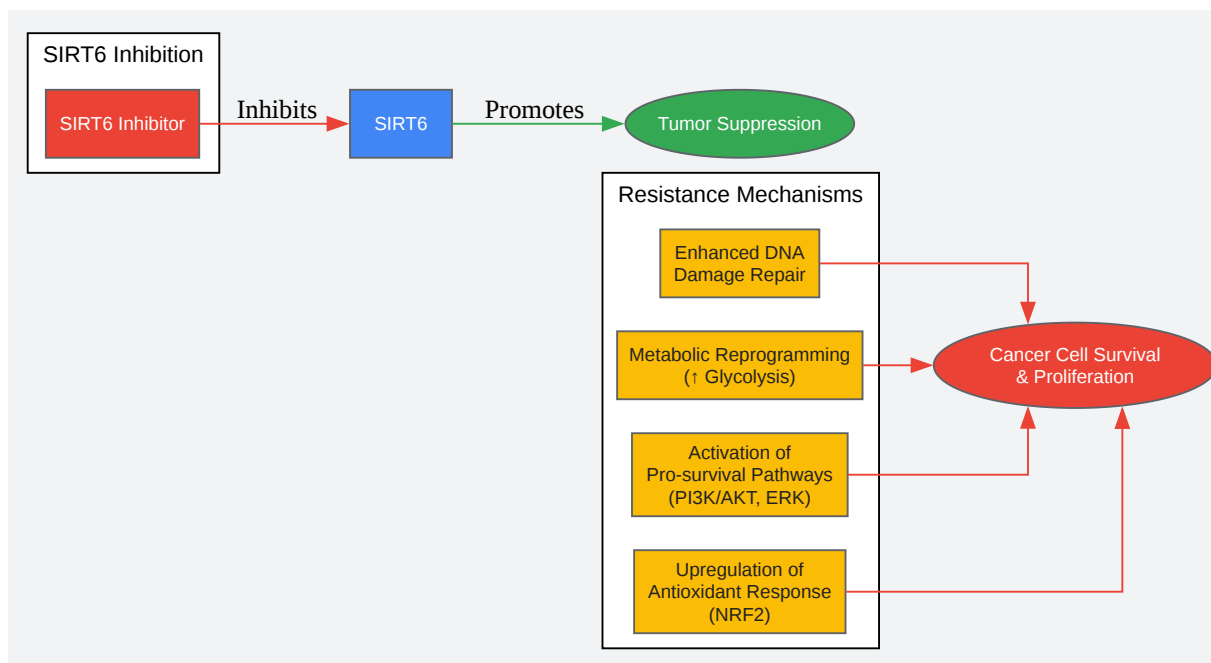 SIRT6 Inhibition
SIRT6 Inhibitor
Inhibits
SIRT6
Promotes
Tumor Suppression
Resistance Mechanisms
Enhanced DNA
Damage Repair
Metabolic Reprogramming
(↑ Glycolysis)
Activation of
Pro-survival Pathways
(PI3K/AKT, ERK)
Upregulation of
Antioxidant Response
(NRF2)
Cancer Cell Survival
& Proliferation